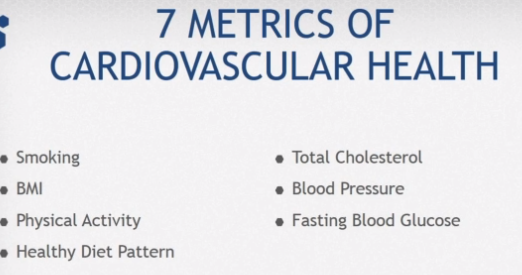 7 METRICS OF
CARDIOVASCULAR HEALTH
Smoking
BMI
Physical Activity
Healthy Diet Pattern
Total Cholesterol
Blood Pressure
Fasting Blood Glucose